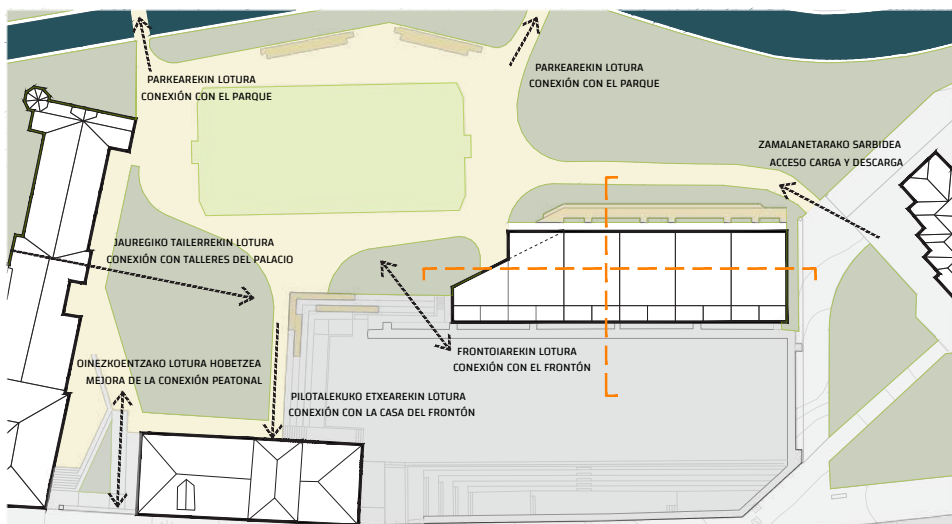 PARKEAREKIN LOTURA
CONEXIÓN CON EL PARQUE
PARKEAREKIN LOTURA
CONEXIÓN CON EL PARQUE
ZAMALANETARAKO SARBIDEA
ACCESO CARGA Y DESCARGA
JAUREGIKO TAILERREKIN LOTURA
CONEXIÓN CON TALLERES DEL PALACIO
FRONTOIAREKIN LOTURA
CONEXIÓN CON EL FRONTÓN
OINEZKOENTZAKO LOTURA HOBETZEA
MEJORA DE LA CONEXIÓN PEATONAL
PILOTALEKUKO ETXEAREKIN LOTURA
CONEXIÓN CON LA CASA DEL FRONTÓN